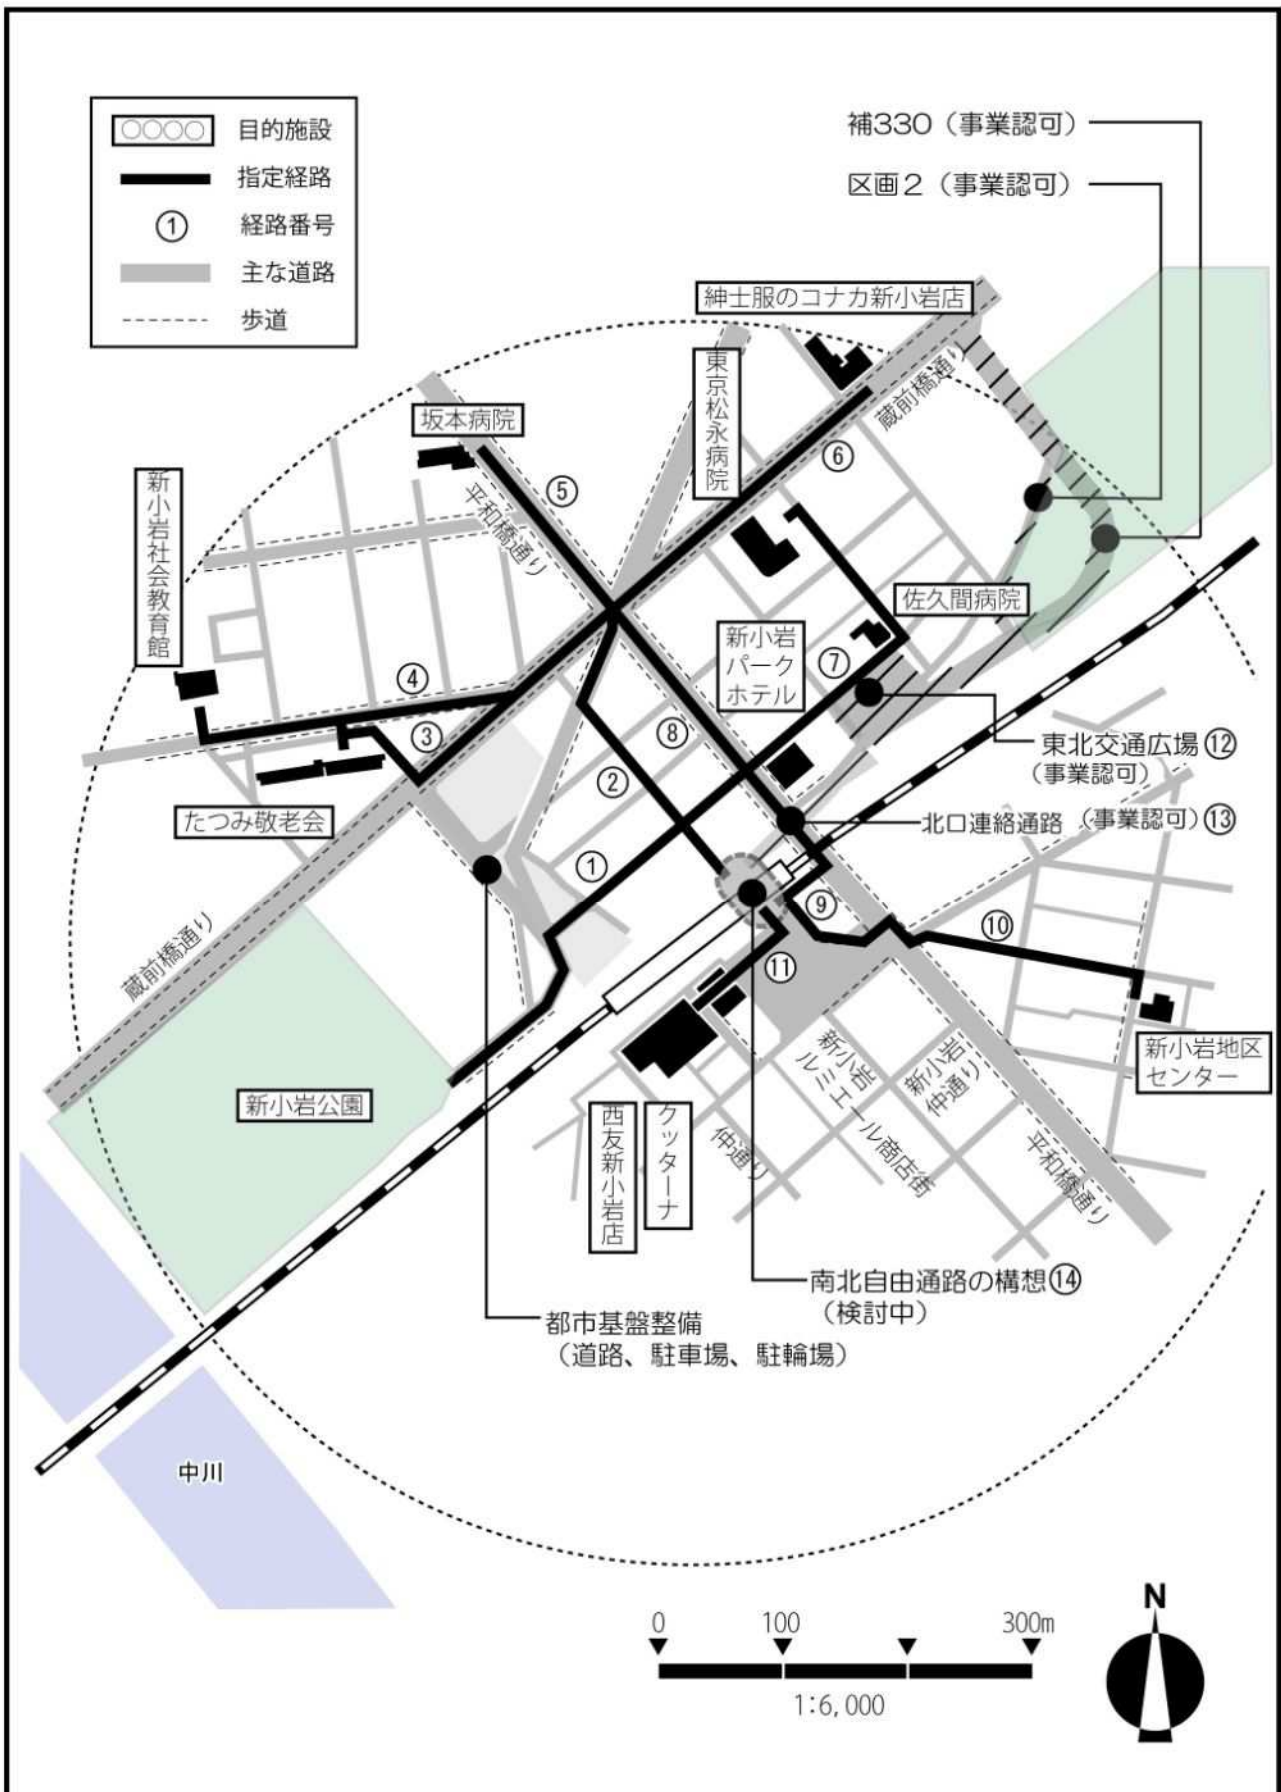 ○○○○ 目的施設
指定経路
① 経路番号
主な道路
歩道
補330（事業認可）
区画2（事業認可）
紳士服のコナカ新小岩店
東京松永病院
蔵前橋通り
坂本病院
⑥
⑤
平和橋通り
新小岩社会教育館
佐久間病院
新小岩
パーク
ホテル
⑦
④
③
⑧
②
東北交通広場⑫
（事業認可）
たつみ敬老会
北口連絡通路（事業認可）⑬
①
⑨
⑩
⑪
蔵前橋通り
新小岩公園
新小岩地区
センター
新小岩
ルミエール商店街
新小岩
仲通り
平和橋通り
仲通り
西友新小岩店
クッターナ
南北自由通路の構想⑭
（検討中）
都市基盤整備
（道路、駐車場、駐輪場）
中川
0 100 300m
1:6,000
N